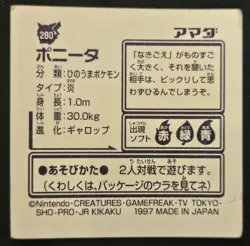 280
アマダ
ポニータ
分類:ひのうまポケモン
タイプ:炎
身長:1.0m
体重:30.0kg
進化:ギャロップ
「なきごえ」がものす
ごく大きく、それを聞いた
相手は、ビックリして思
わずひるんでしまうぞ。
出現
ソフト
赤 緑 青
●あそびかた● 2人対戦で遊びます。
(くわしくは、パッケージのウラを見てネ)
©Nintendo・CREATURES・GAMEFREAK・TV TOKYO・
SHO-PRO・JR KIKAKU 1997 MADE IN JAPAN